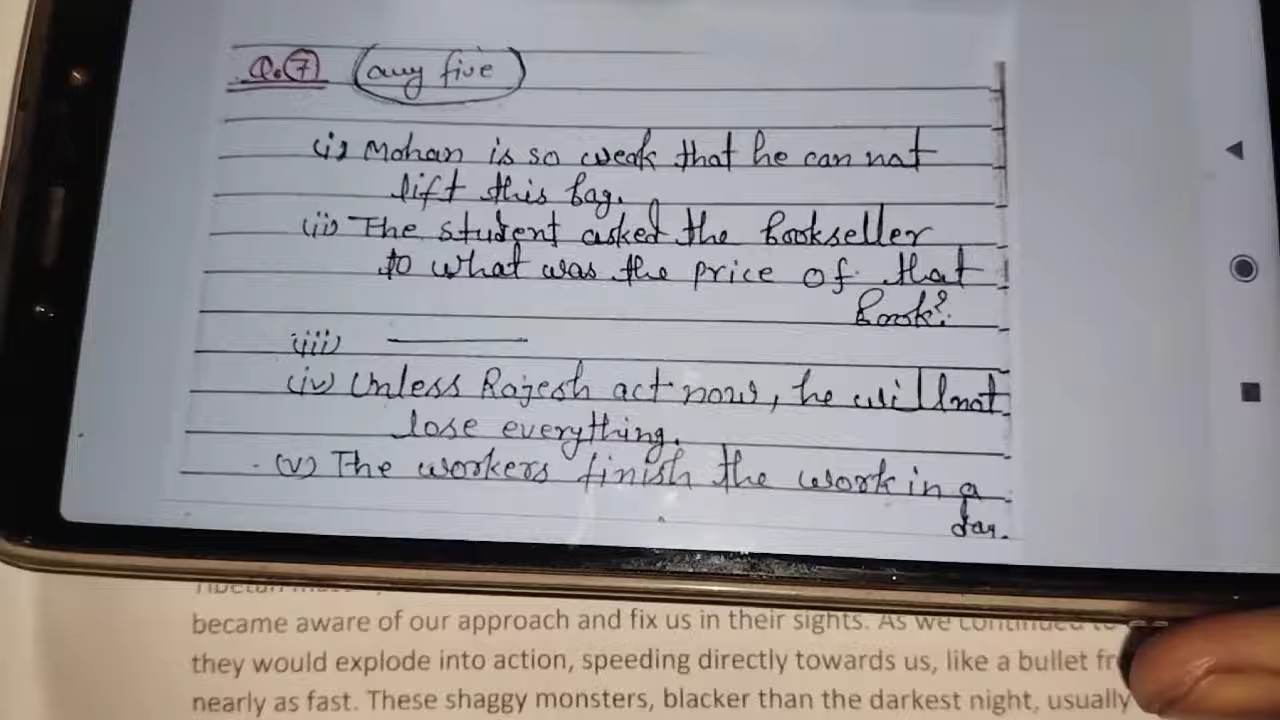 Q.7 (any five)
(i) Mohan is so weak that he can not
lift this bag.
(ii) The student asked the bookseller
to what was the price of that
book?
(iii) ———
(iv) Unless Rajesh act now, he will not
lose everything.
(v) The workers finish the work in a
day.
became aware of our approach and fix us in their sights. As we continued to
they would explode into action, speeding directly towards us, like a bullet
nearly as fast. These shaggy monsters, blacker than the darkest night, usually